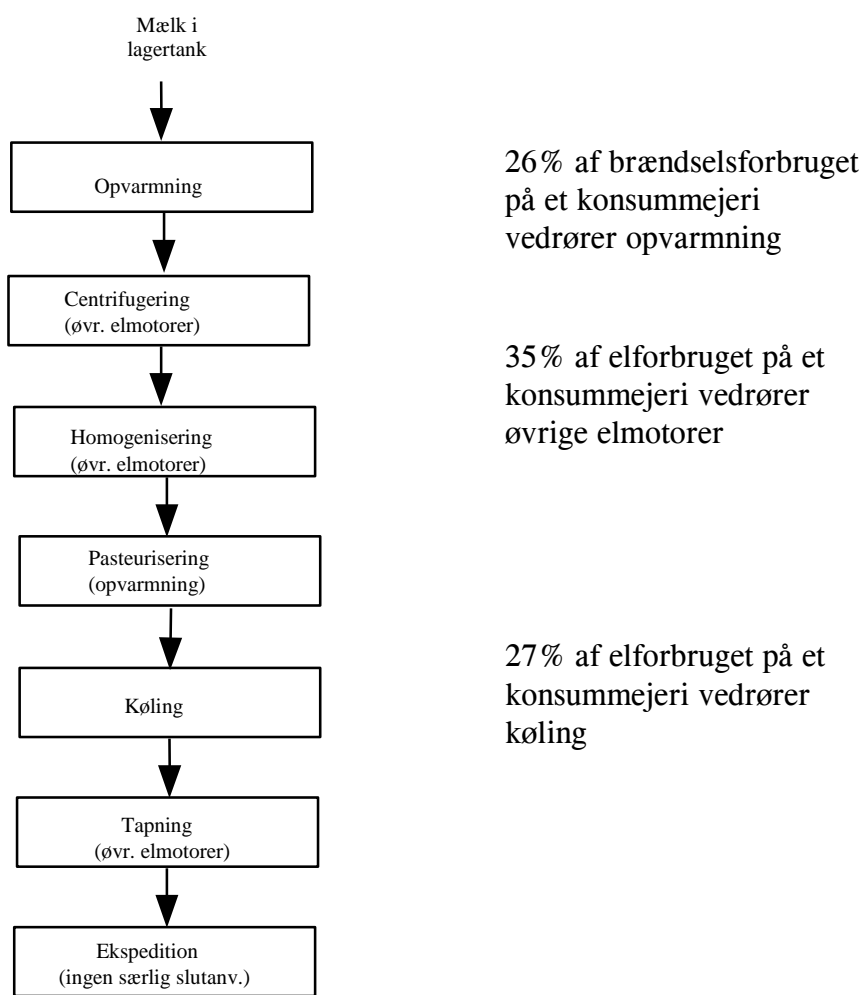 Mælk i
lagertank
Opvarmning
26% af brændselsforbruget
på et konsummejeri
vedrører opvarmning
Centrifugering
(øvr. elmotorer)
35% af elforbruget på et
konsummejeri vedrører
øvrige elmotorer
Homogenisering
(øvr. elmotorer)
Pasteurisering
(opvarmning)
27% af elforbruget på et
konsummejeri vedrører
køling
Køling
Tapning
(øvr. elmotorer)
Ekspedition
(ingen særlig slutanv.)